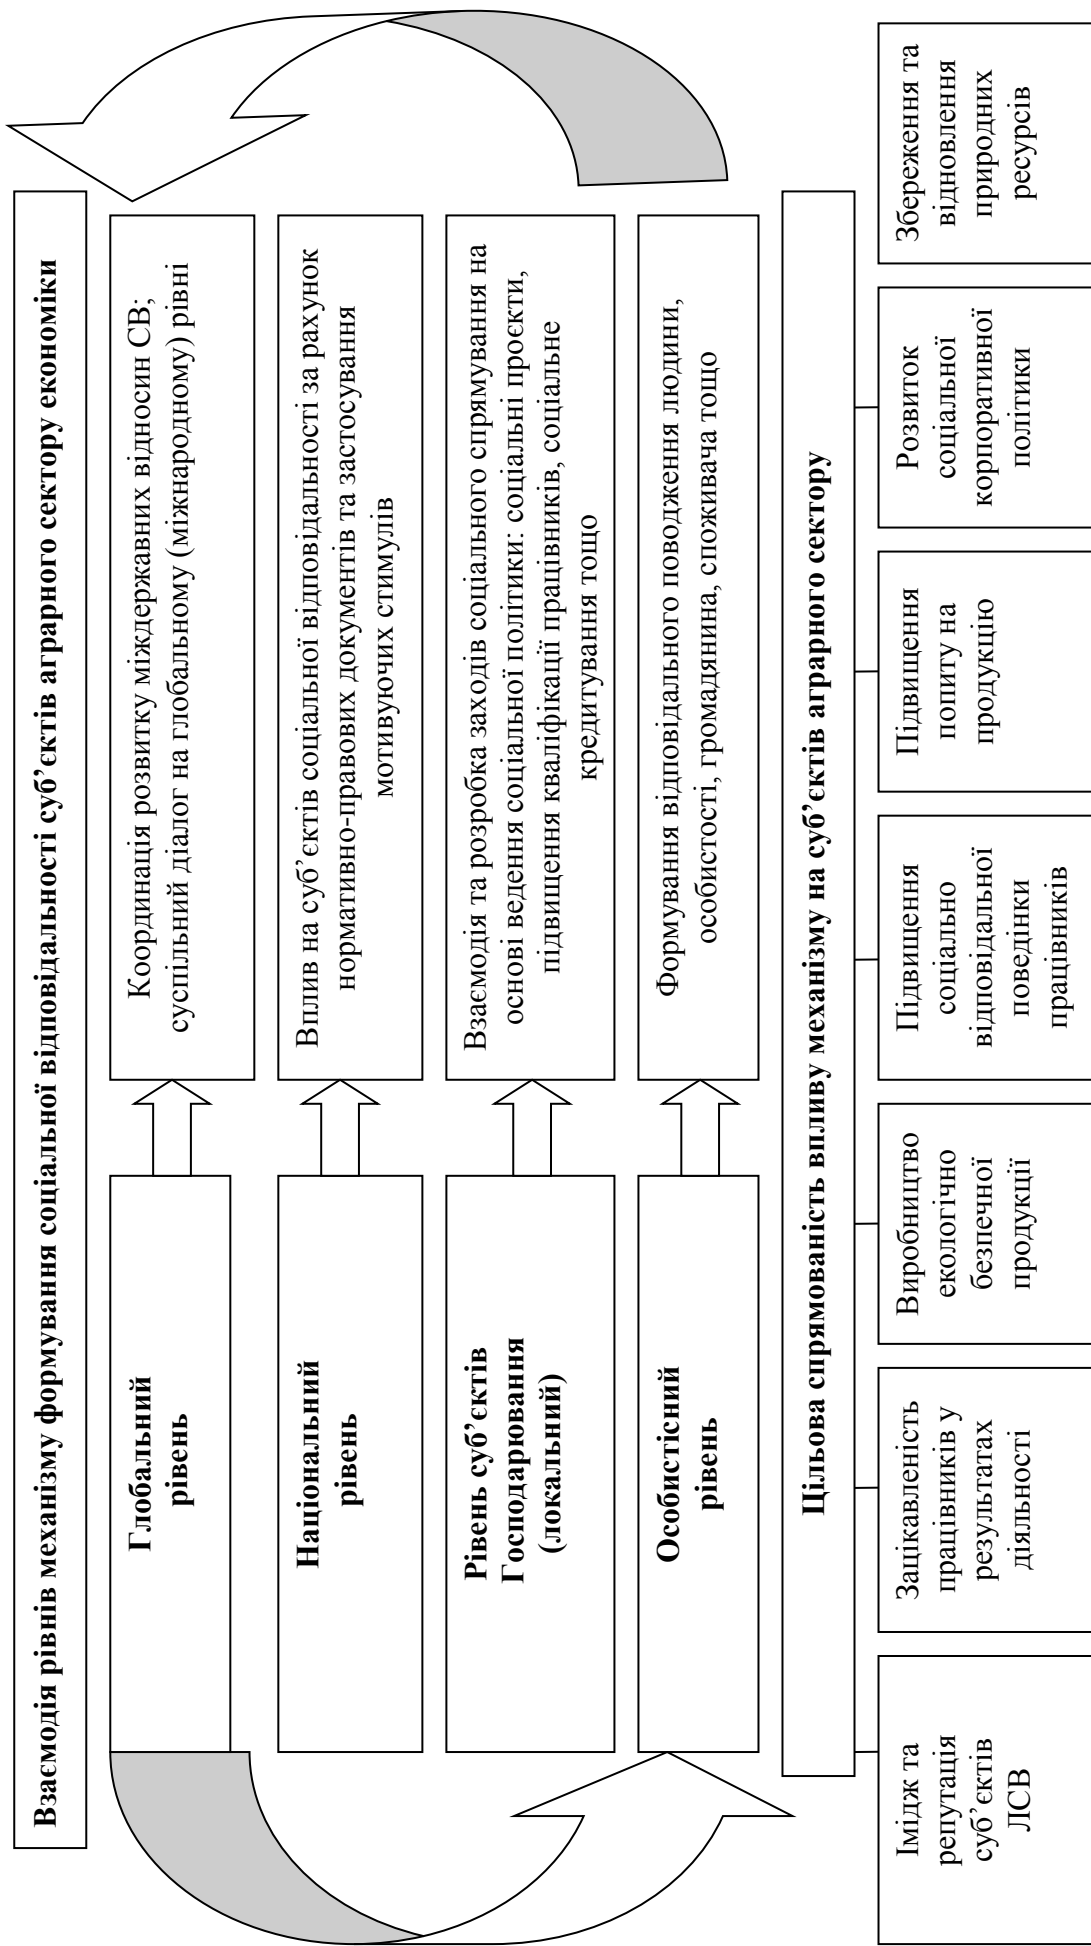 Взаємодія рівнів механізму формування соціальної відповідальності суб’єктів аграрного сектору економіки
Глобальний
рівень
Координація розвитку міждержавних відносин СВ;
суспільний діалог на глобальному (міжнародному) рівні
Національний
рівень
Вплив на суб’єктів соціальної відповідальності за рахунок
нормативно-правових документів та застосування
мотивуючих стимулів
Рівень суб’єктів
Господарювання
(локальний)
Взаємодія та розробка заходів соціального спрямування на
основі ведення соціальної політики: соціальні проєкти,
підвищення кваліфікації працівників, соціальне
кредитування тощо
Особистісний
рівень
Формування відповідального поводження людини,
особистості, громадянина, споживача тощо
Цільова спрямованість впливу механізму на суб’єктів аграрного сектору
Імідж та
репутація
суб’єктів
ЛСВ
Зацікавленість
працівників у
результатах
діяльності
Виробництво
екологічно
безпечної
продукції
Підвищення
соціально
відповідальної
поведінки
працівників
Підвищення
попиту на
продукцію
Розвиток
соціальної
корпоративної
політики
Збереження та
відновлення
природних
ресурсів